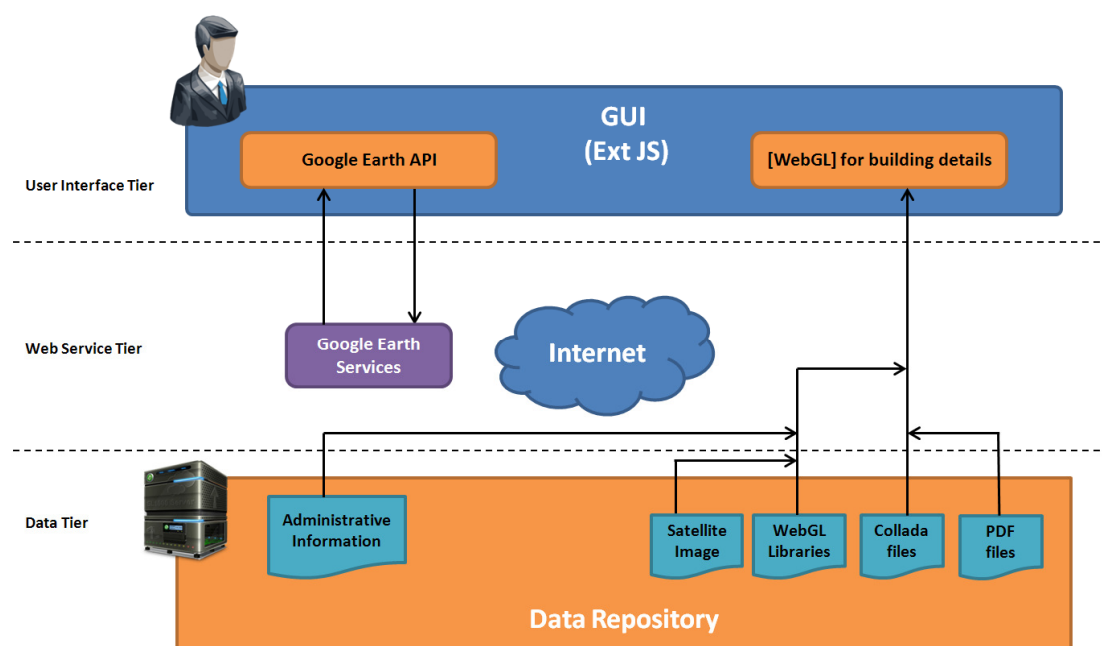 GUI
(Ext JS)
Google Earth API
[WebGL] for building details
User Interface Tier
Google Earth
Services
Internet
Web Service Tier
Data Tier
Administrative
Information
Satellite
Image
WebGL
Libraries
Collada
files
PDF
files
Data Repository